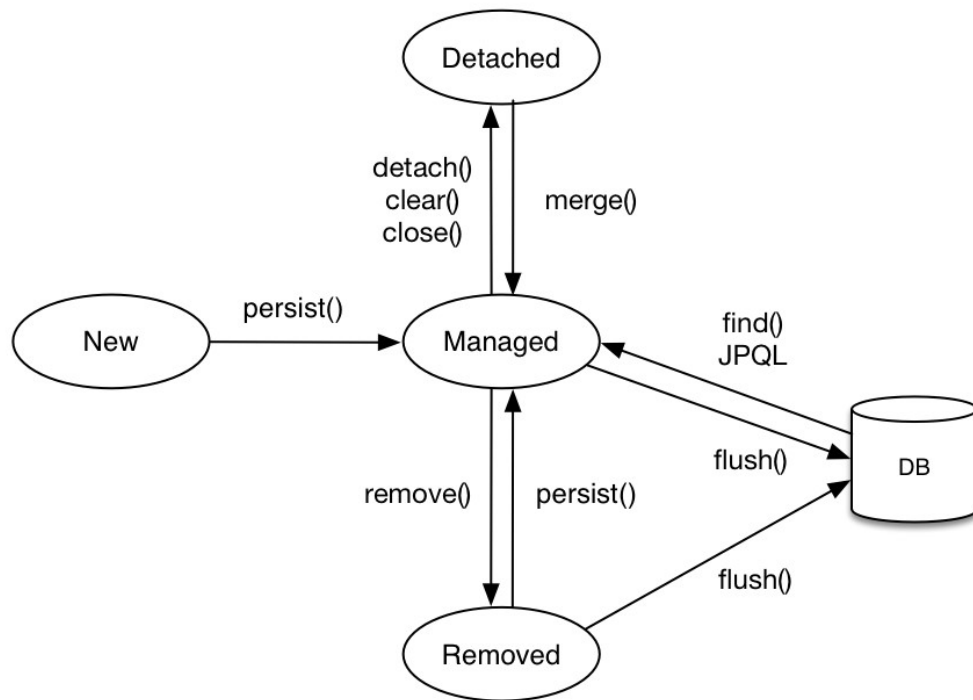 Detached
detach()
clear()
close()
merge()
persist()
New
Managed
find()
JPQL
flush()
DB
remove()
persist()
flush()
Removed